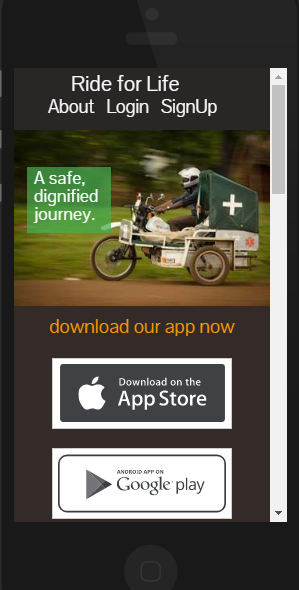 Ride for Life
About Login SignUp
A safe,
dignified
journey.
download our app now
Download on the
App Store
ANDROID APP ON
Google play